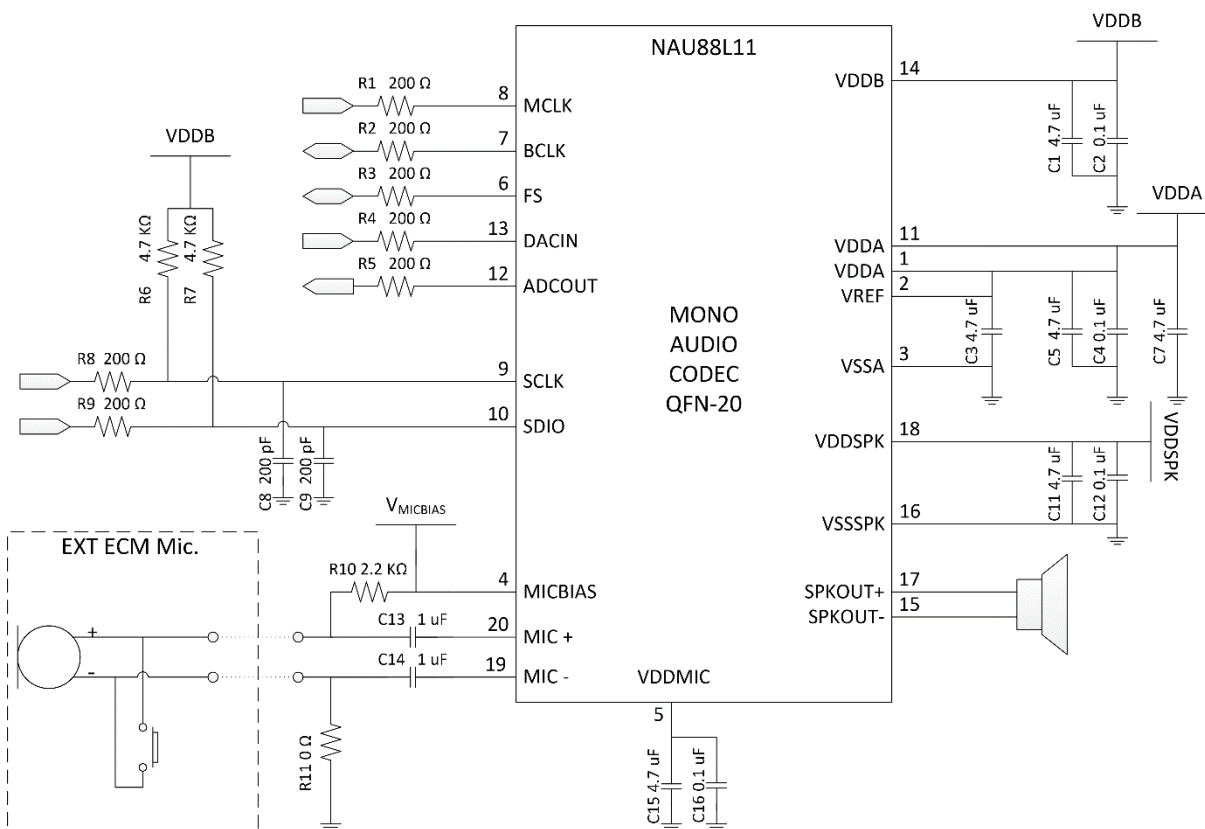 NAU88L11
MONO
AUDIO
CODEC
QFN-20
R1 200 Ω
8
MCLK
R2 200 Ω
7
BCLK
R3 200 Ω
6
FS
R4 200 Ω
13
DACIN
R5 200 Ω
12
ADCOUT
VDDB
R6 4.7 KΩ
R7 4.7 KΩ
R8 200 Ω
9
SCLK
R9 200 Ω
10
SDIO
C8 200 pF
C9 200 pF
VMICBIAS
EXT ECM Mic.
+
-
R10 2.2 KΩ
4
MICBIAS
C13 1 uF
20
MIC +
C14 1 uF
19
MIC -
R11 0 Ω
VDDMIC
5
C15 4.7 uF
C16 0.1 uF
VDDB
14
VDDB
C1 4.7 uF
C2 0.1 uF
VDDA
11
VDDA
1
VDDA
2
VREF
3
VSSA
C3 4.7 uF
C5 4.7 uF
C4 0.1 uF
C7 4.7 uF
18
VDDSPK
VDDSPK
C11 4.7 uF
C12 0.1 uF
16
VSSSPK
17
SPKOUT+
15
SPKOUT-